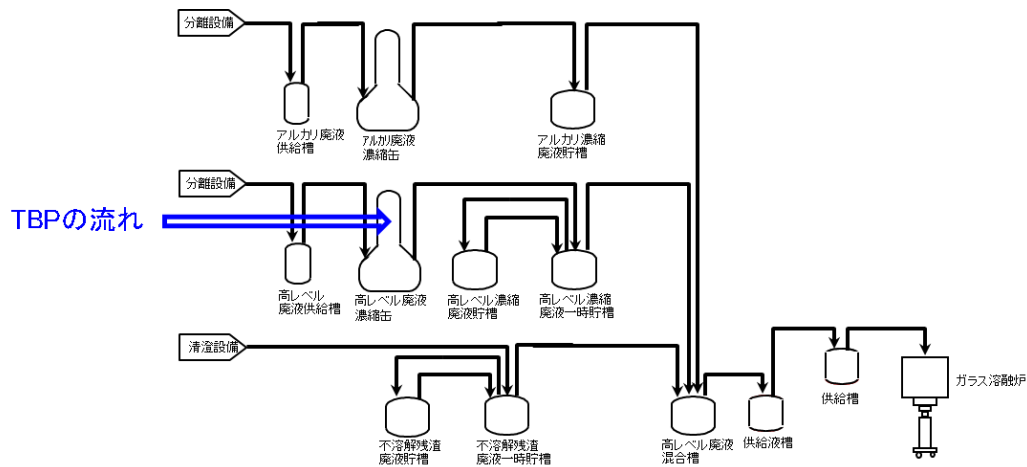 分離設備
アルカリ廃液
供給槽
アルカリ廃液
濃縮缶
アルカリ濃縮
廃液貯槽
分離設備
TBPの流れ
高レベル
廃液供給槽
高レベル廃液
濃縮缶
高レベル濃縮
廃液貯槽
高レベル濃縮
廃液一時貯槽
清澄設備
不溶解残渣
廃液貯槽
不溶解残渣
廃液一時貯槽
高レベル廃液
混合槽
供給液槽
供給槽
ガラス溶融炉